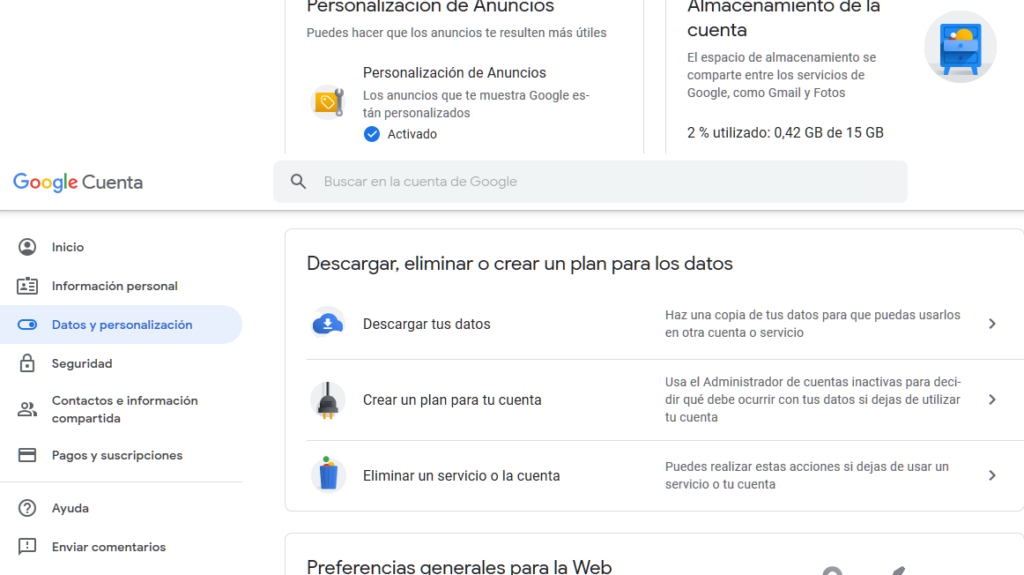 Personalización de Anuncios
Puedes hacer que los anuncios te resulten más útiles
Personalización de Anuncios
Los anuncios que te muestra Google es-
tán personalizados
Activado
Almacenamiento de la
cuenta
El espacio de almacenamiento se
comparte entre los servicios de
Google, como Gmail y Fotos
2 % utilizado: 0,42 GB de 15 GB
Google Cuenta
Buscar en la cuenta de Google
Inicio
Información personal
Datos y personalización
Seguridad
Contactos e información
compartida
Pagos y suscripciones
Ayuda
Enviar comentarios
Descargar, eliminar o crear un plan para los datos
Descargar tus datos
Haz una copia de tus datos para que puedas usarlos
en otra cuenta o servicio
Crear un plan para tu cuenta
Usa el Administrador de cuentas inactivas para deci-
dir qué debe ocurrir con tus datos si dejas de utilizar
tu cuenta
Eliminar un servicio o la cuenta
Puedes realizar estas acciones si dejas de usar un
servicio o tu cuenta
Preferencias generales para la Web